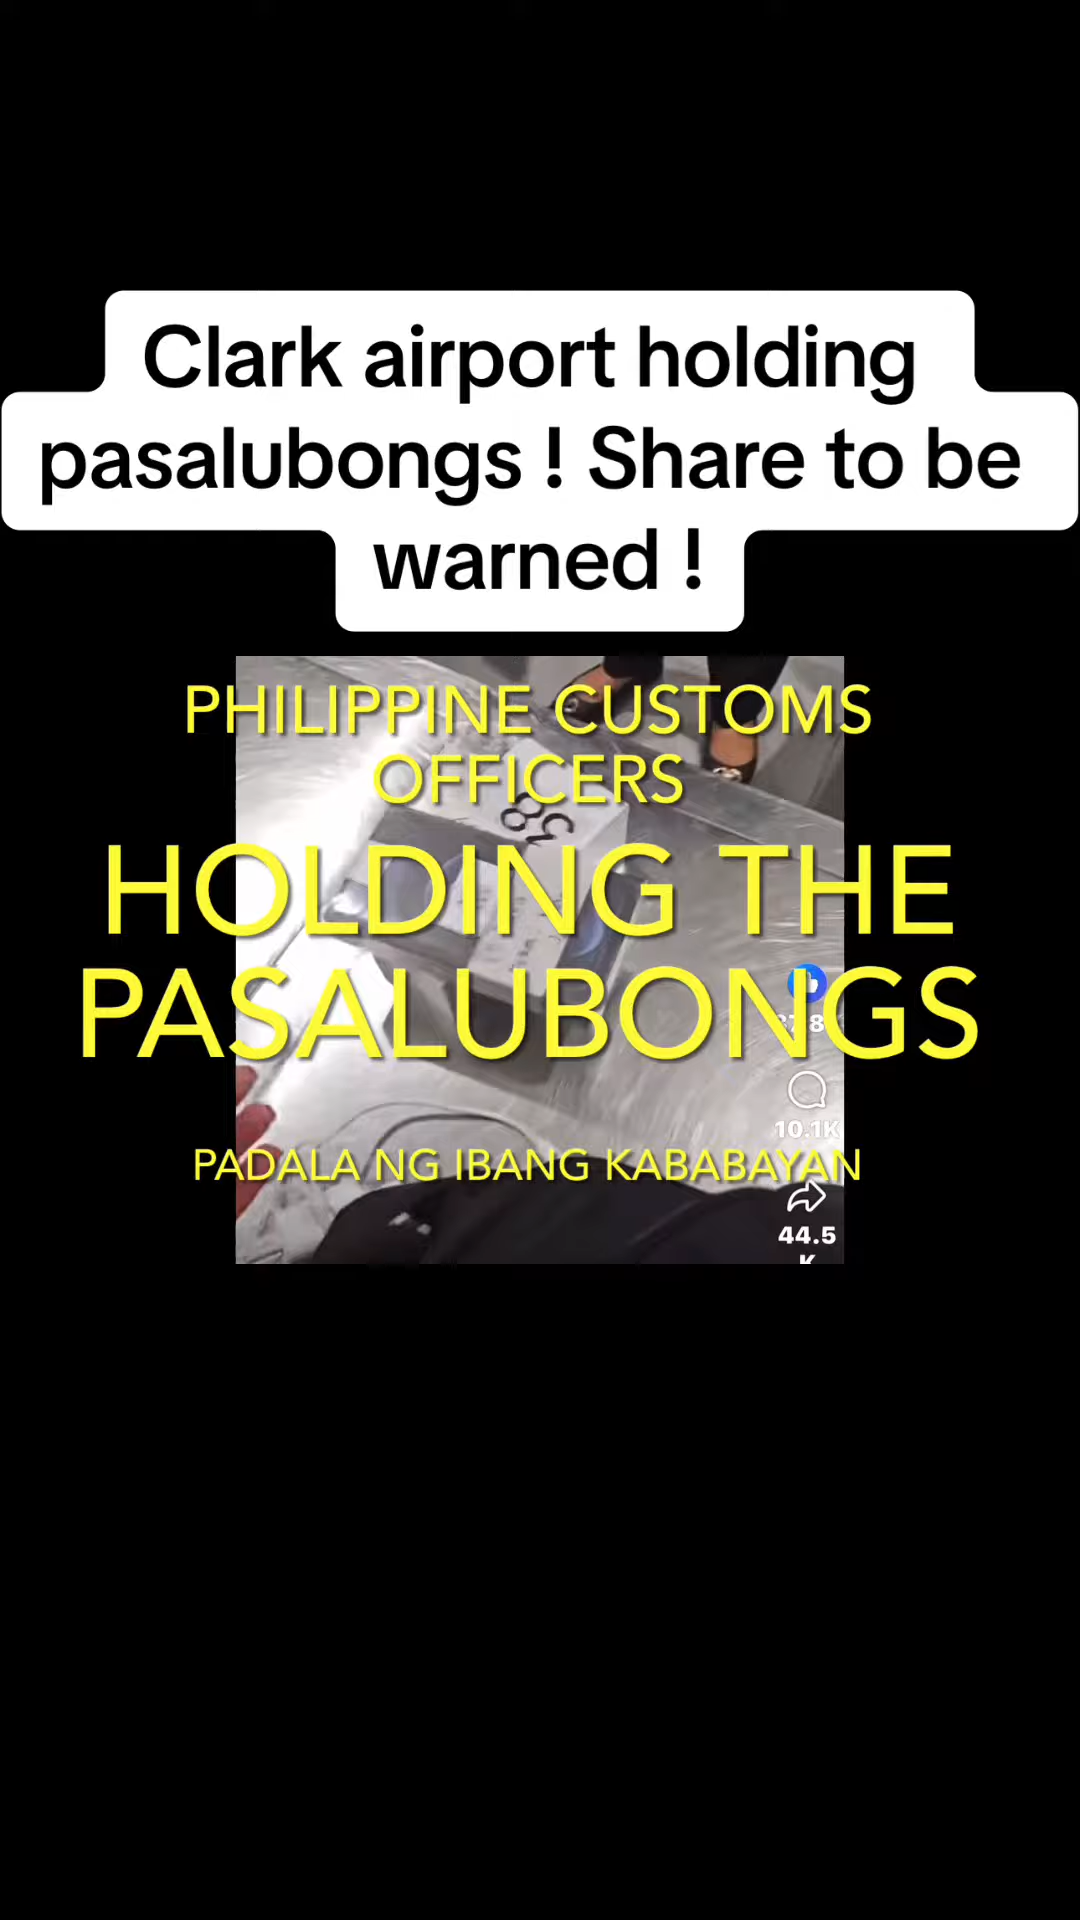 Clark airport holding
pasalubongs ! Share to be
warned !
PHILIPPINE CUSTOMS
OFFICERS
HOLDING THE
PASALUBONGS
10.1K
PADALA NG IBANG KABABAYAN
44.5
K